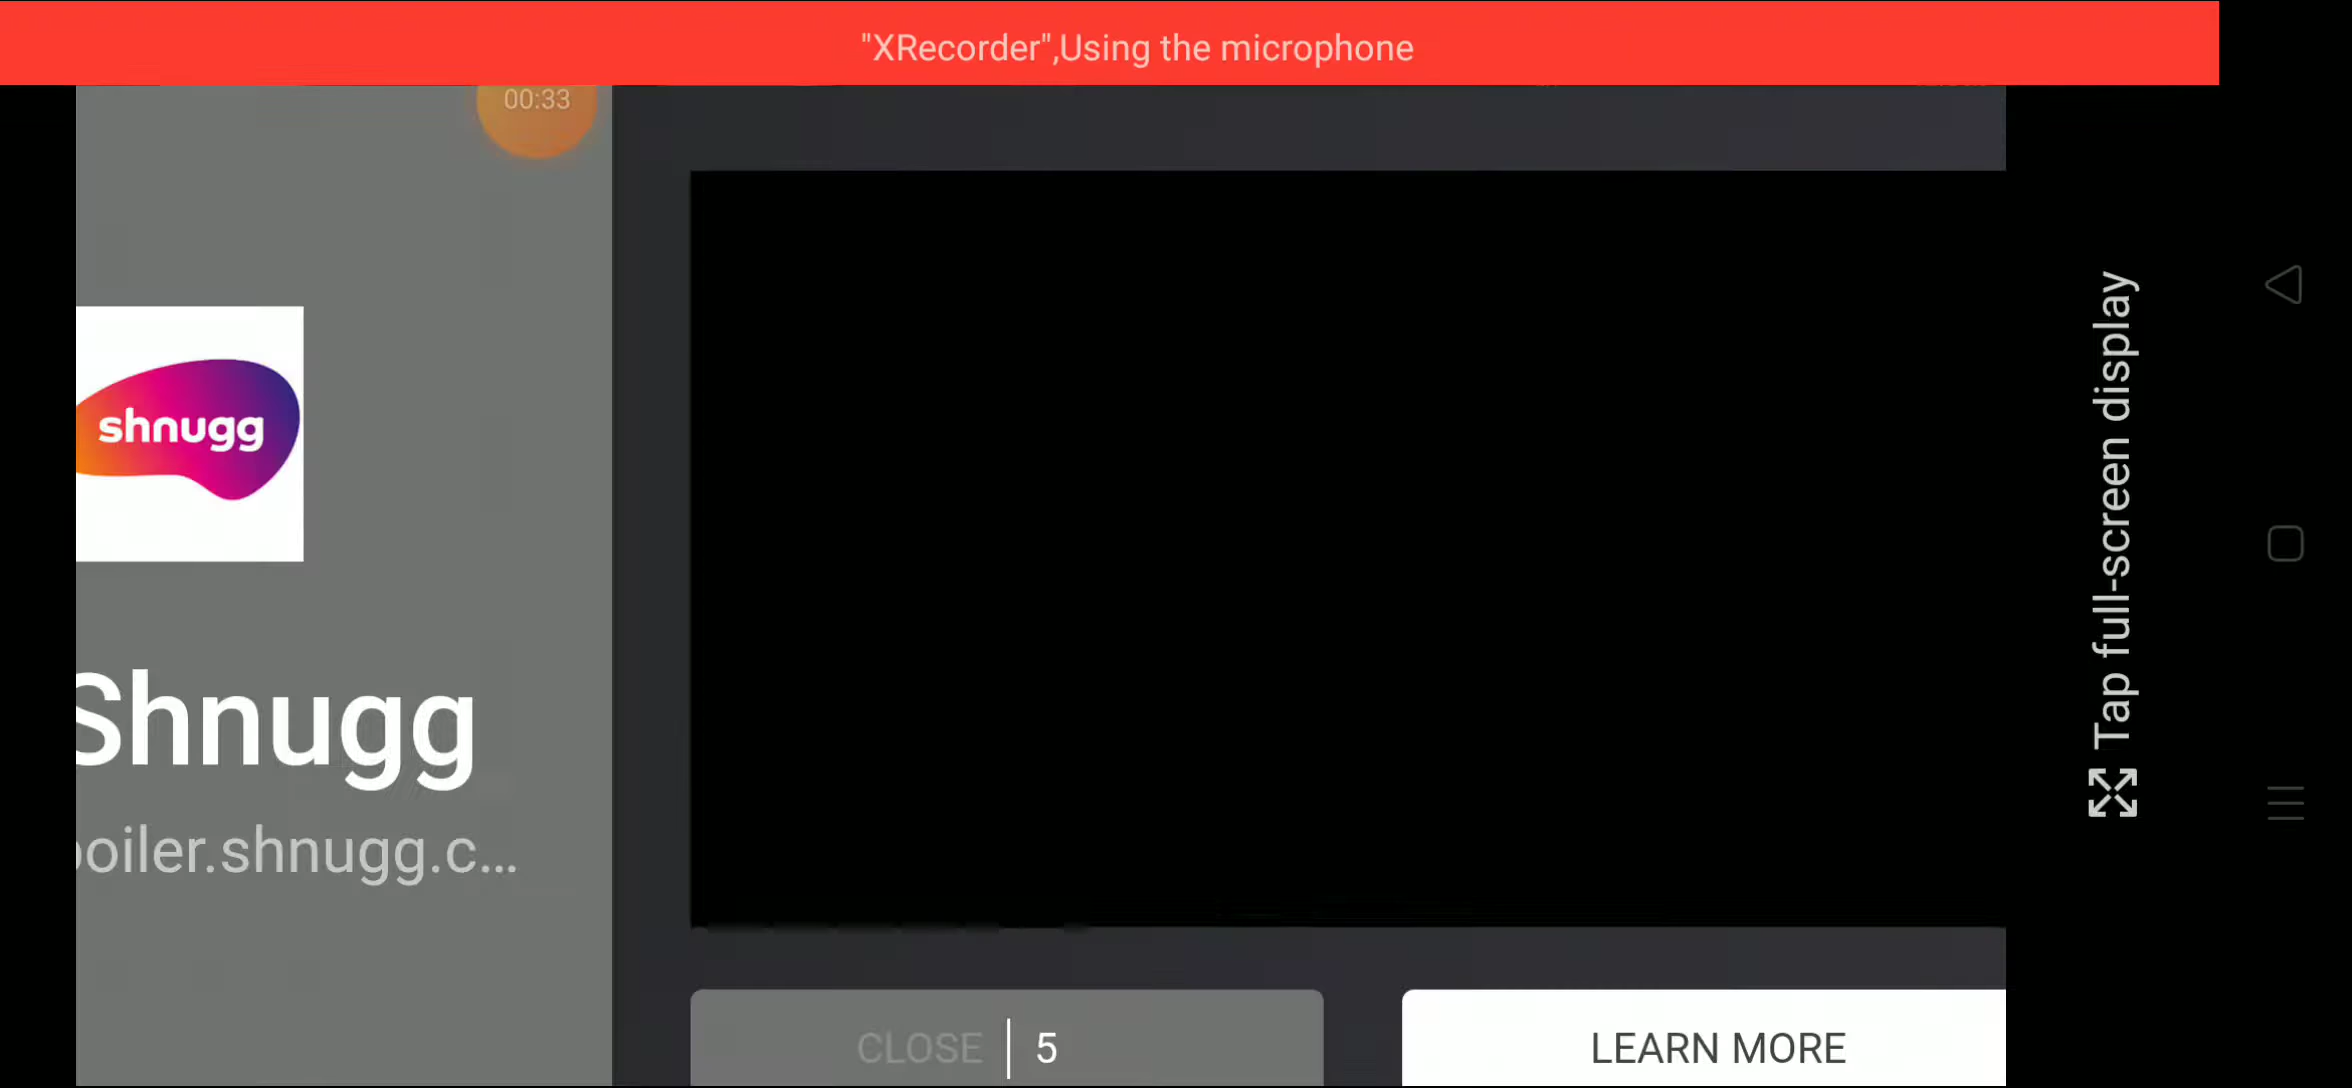 "XRecorder",Using the microphone
00:33
shnugg
Shnugg
oiler.shnugg.c...
CLOSE | 5
LEARN MORE
Tap full-screen display